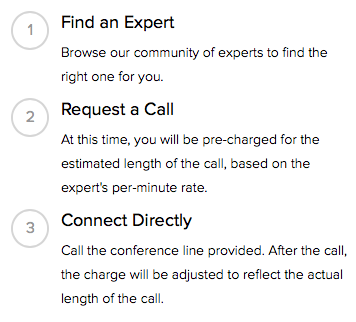 1
Find an Expert
Browse our community of experts to find the
right one for you.
2
Request a Call
At this time, you will be pre-charged for the
estimated length of the call, based on the
expert's per-minute rate.
3
Connect Directly
Call the conference line provided. After the call,
the charge will be adjusted to reflect the actual
length of the call.